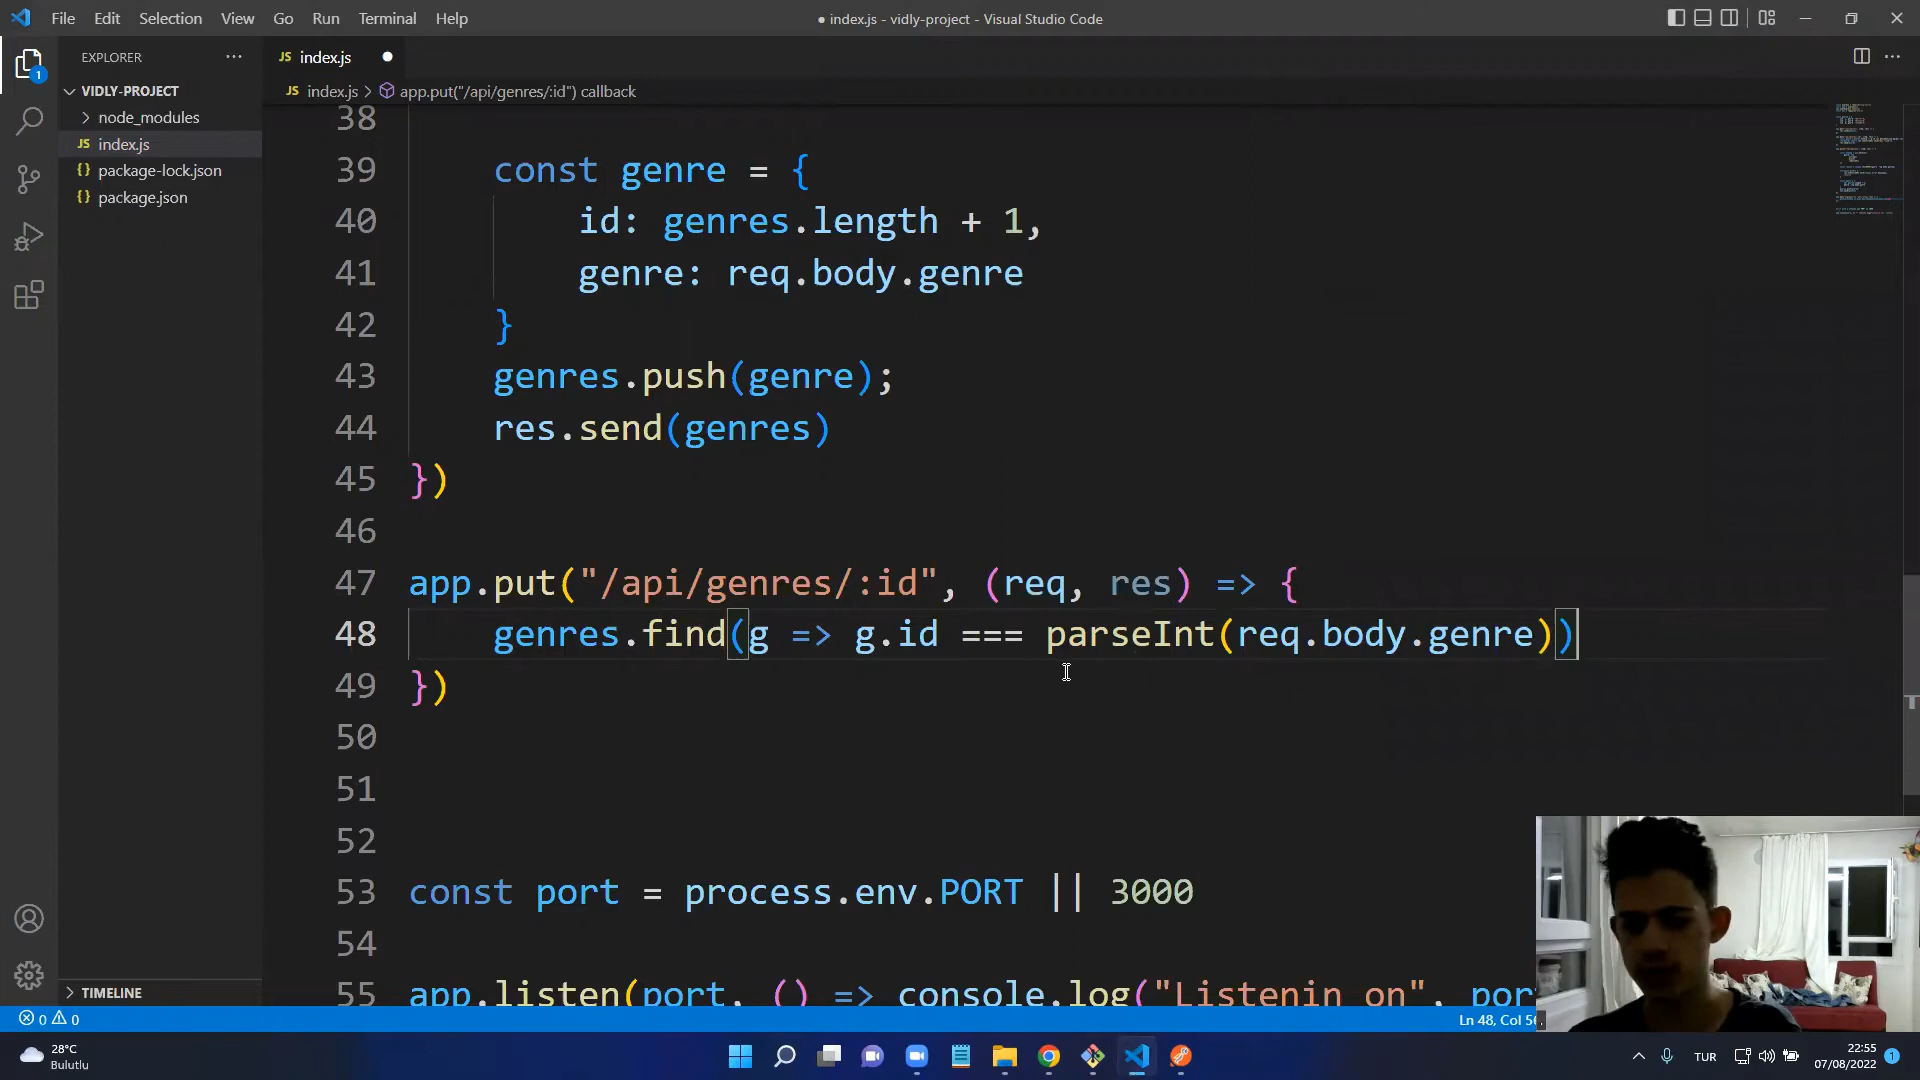 File Edit Selection View Go Run Terminal Help
● index.js - vidly-project - Visual Studio Code
EXPLORER
VIDLY-PROJECT
node_modules
JS index.js
{} package-lock.json
{} package.json
TIMELINE
1
JS index.js
JS index.js > app.put("/api/genres/:id") callback
38
39 const genre = {
40 id: genres.length + 1,
41 genre: req.body.genre
42 }
43 genres.push(genre);
44 res.send(genres)
45 })
46
47 app.put("/api/genres/:id", (req, res) => {
48 genres.find(g => g.id === parseInt(req.body.genre))
49 })
50
51
52
53 const port = process.env.PORT || 3000
54
55 app.listen(port, () => console.log("Listenin on",
0 0
Ln 48, Col
28°C
Bulutlu
TUR
22:55
07/08/2022
1